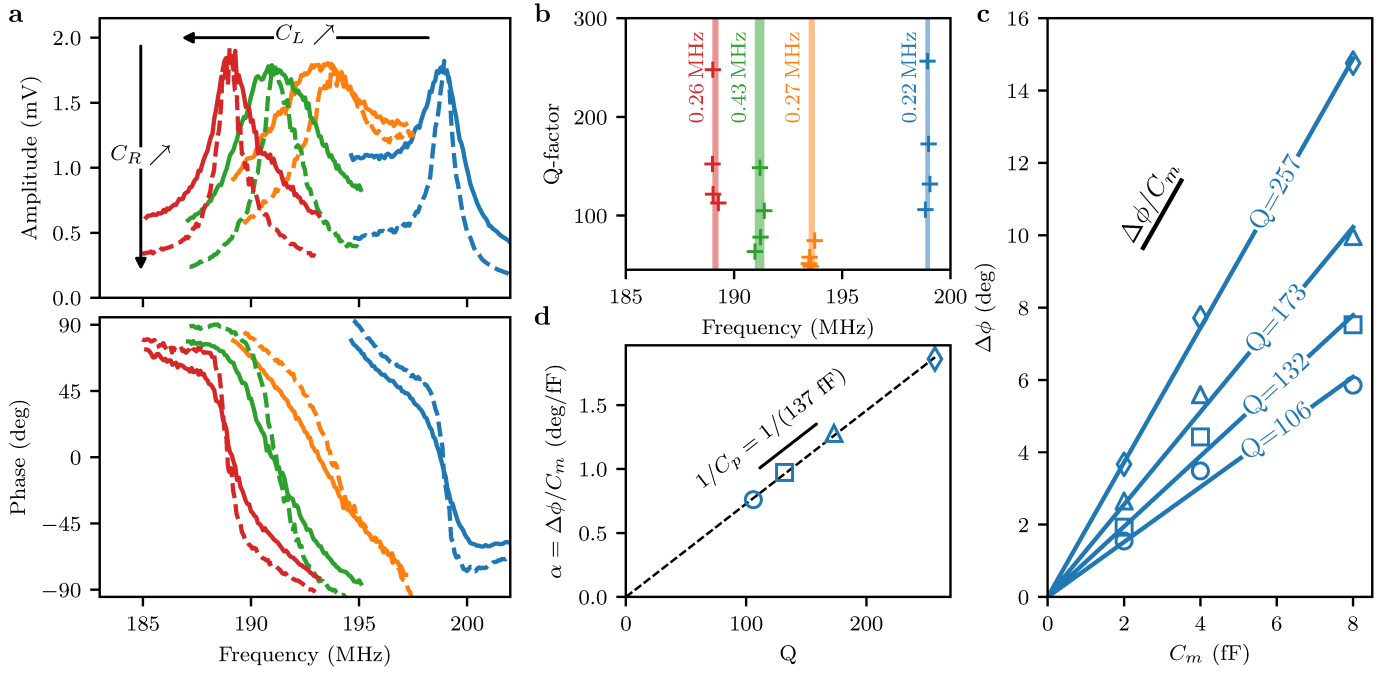 a
2.0
1.5
1.0
0.5
0.0
Amplitude (mV)
C_L ↗
C_R ↗
90
45
0
−45
−90
Phase (deg)
185
190
195
200
Frequency (MHz)
b
300
200
100
Q-factor
0.26 MHz
0.43 MHz
0.27 MHz
0.22 MHz
185
191
195
200
Frequency (MHz)
d
1.5
1.0
0.5
0.0
α = Δϕ/C_m (deg/fF)
1/C_p = 1/(137 fF)
0
100
200
Q
c
16
14
12
10
8
6
4
2
0
Δϕ (deg)
Δϕ/C_m
Q=257
Q=173
Q=132
Q=106
0
2
4
6
8
C_m (fF)